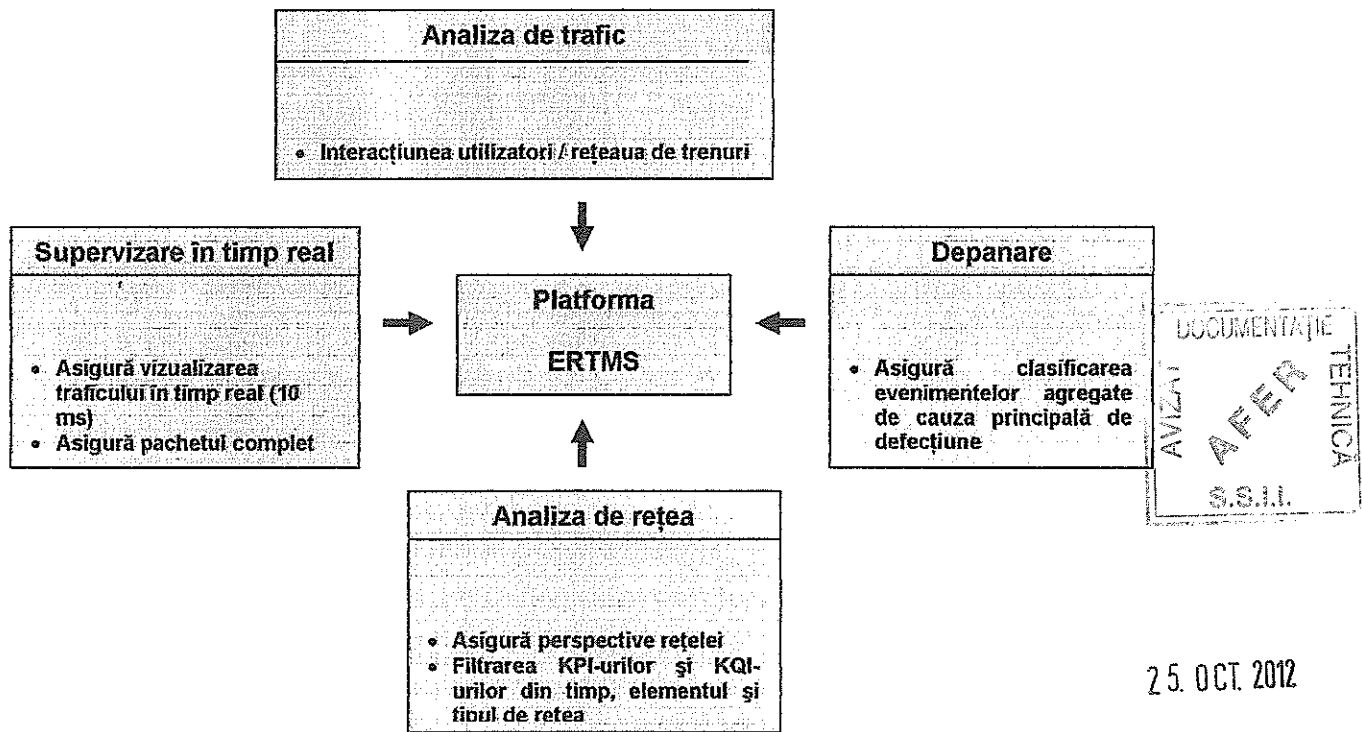 Analiza de trafic
• Interacțiunea utilizatori / rețeaua de trenuri
Supervizare în timp real
• Asigură vizualizarea
traficului în timp real (10
ms)
• Asigură pachetul complet
Platforma
ERTMS
Depanare
• Asigură clasificarea
evenimentelor agregate
de cauza principală de
defecțiune
DOCUMENTAȚIE
TEHNICA
AVIZAT
AFER
S.S.I.I.
Analiza de rețea
• Asigură perspective rețelei
• Filtrarea KPI-urilor și KQI-
urilor din timp, elementul și
tipul de rețea
25. OCT. 2012